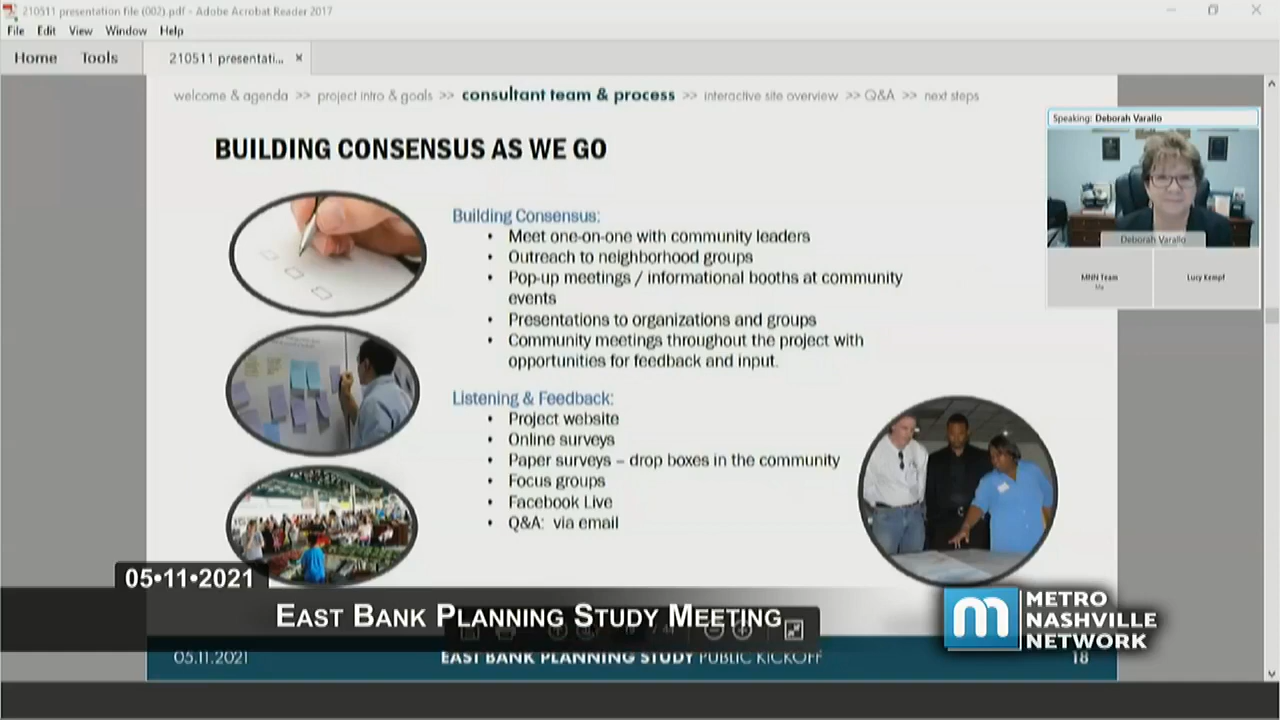 210511 presentation file (002).pdf - Adobe Acrobat Reader 2017
File Edit View Window Help
Home Tools 210511 presentati... ×
welcome & agenda >> project intro & goals >> consultant team & process >> interactive site overview >> Q&A >> next steps
Speaking: Deborah Varallo
BUILDING CONSENSUS AS WE GO
Deborah Varallo
MNN Team
Me
Lucy Kempf
Building Consensus:
• Meet one-on-one with community leaders
• Outreach to neighborhood groups
• Pop-up meetings / informational booths at community
events
• Presentations to organizations and groups
• Community meetings throughout the project with
opportunities for feedback and input.
Listening & Feedback:
• Project website
• Online surveys
• Paper surveys – drop boxes in the community
• Focus groups
• Facebook Live
• Q&A: via email
05•11•2021
EAST BANK PLANNING STUDY MEETING
METRO
NASHVILLE
NETWORK
05.11.2021 EAST BANK PLANNING STUDY PUBLIC KICKOFF 18